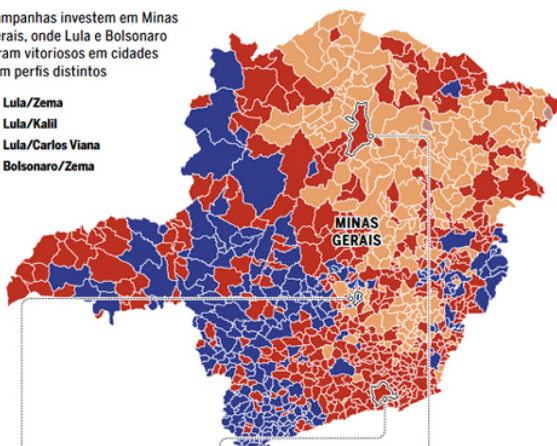 ampanhas investem em Minas
erais, onde Lula e Bolsonaro
ram vitoriosos em cidades
m perfis distintos
Lula/Zema
Lula/Kalil
Lula/Carlos Viana
Bolsonaro/Zema
MINAS
GERAIS